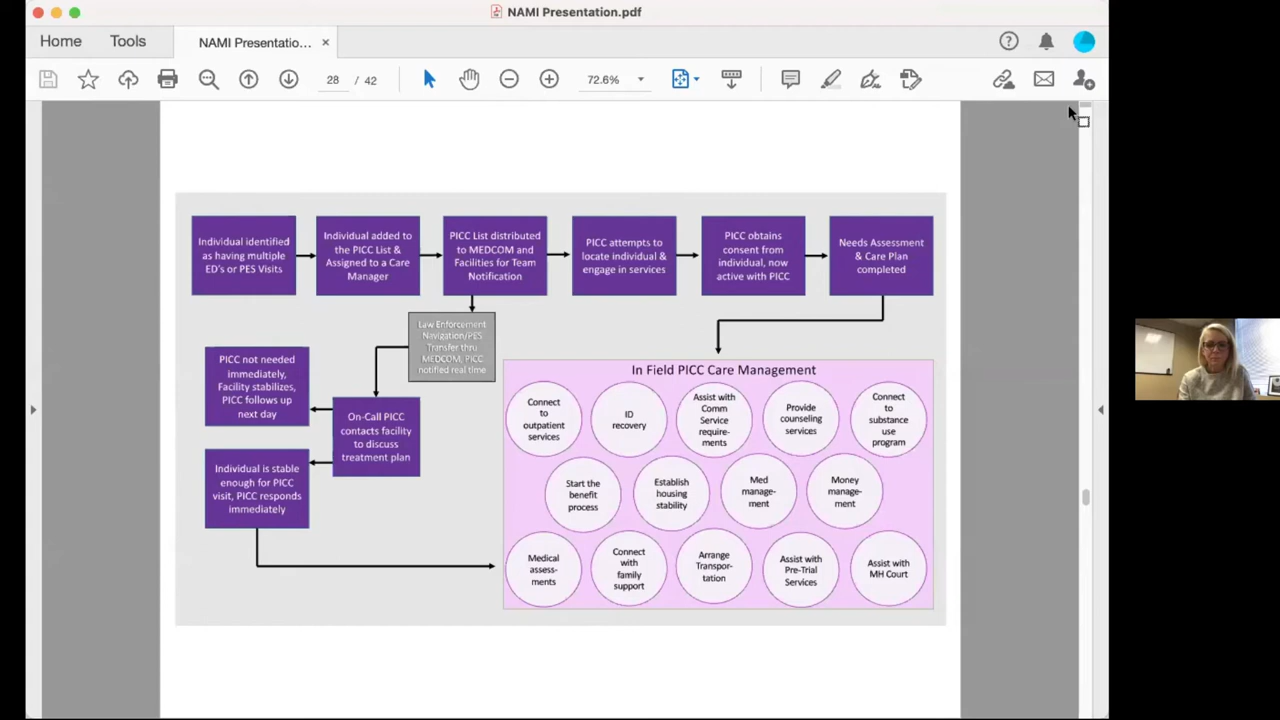 NAMI Presentation.pdf
Home
Tools
NAMI Presentatio...
28 / 42
72.6%
Individual identified
as having multiple
ED's or PES Visits
Individual added to
the PICC List &
Assigned to a Care
Manager
PICC List distributed
to MEDCOM and
Facilities for Team
Notification
PICC attempts to
locate individual &
engage in services
PICC obtains
consent from
individual, now
active with PICC
Needs Assessment
& Care Plan
completed
Law Enforcement
Navigation/PES
Transfer thru
MEDCOM, PICC
notified real time
PICC not needed
immediately,
Facility stabilizes,
PICC follows up
next day
On-Call PICC
contacts facility
to discuss
treatment plan
Individual is stable
enough for PICC
visit, PICC responds
immediately
In Field PICC Care Management
Connect
to
outpatient
services
ID
recovery
Assist with
Comm
Service
require-
ments
Provide
counseling
services
Connect
to
substance
use
program
Start the
benefit
process
Establish
housing
stability
Med
manage-
ment
Money
manage-
ment
Medical
assess-
ments
Connect
with
family
support
Arrange
Transpor-
tation
Assist with
Pre-Trial
Services
Assist with
MH Court